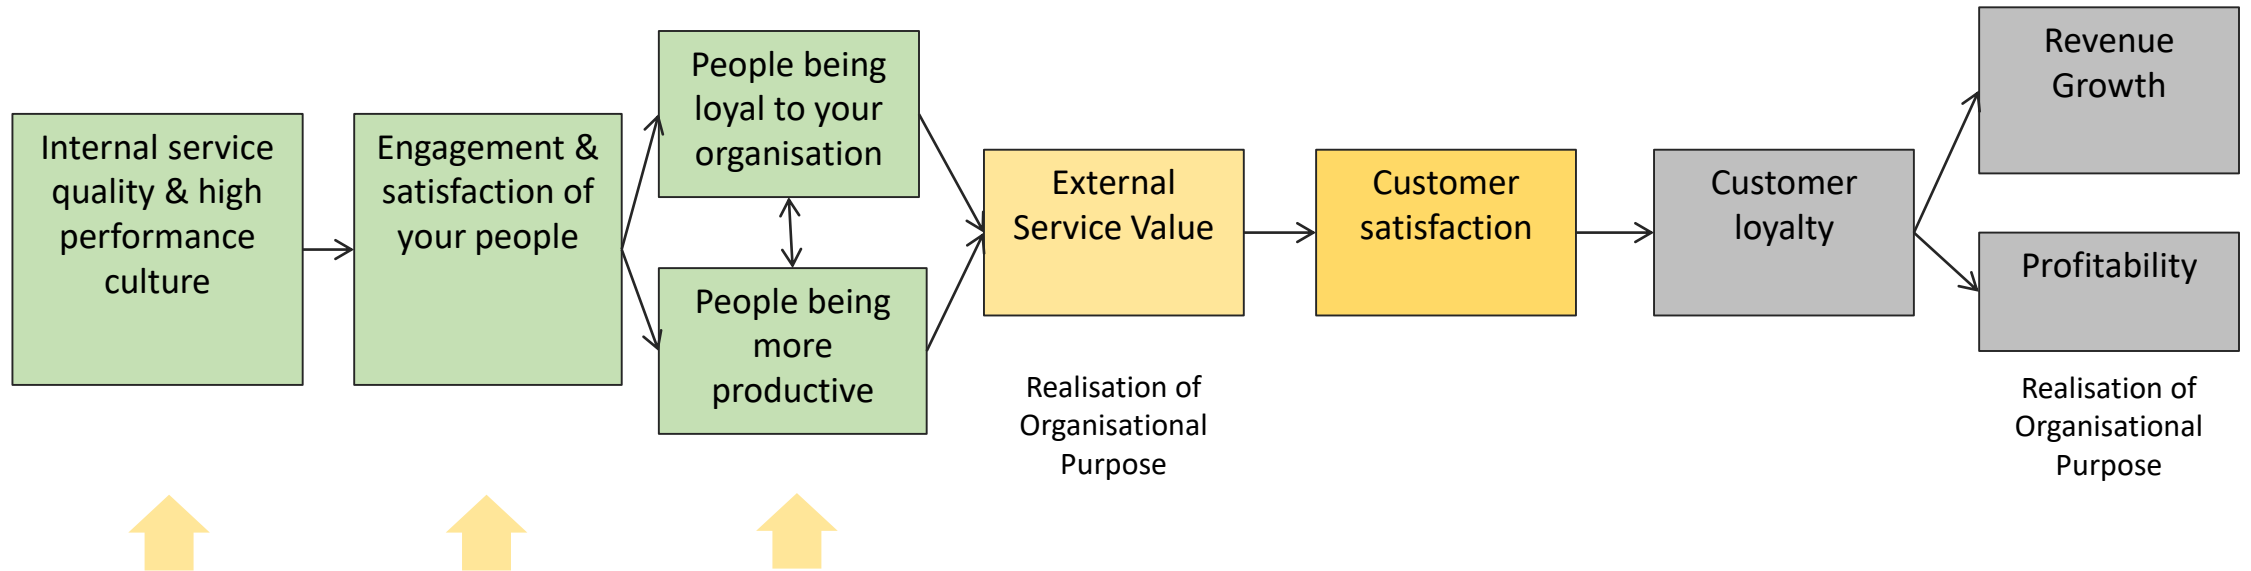 Internal service
quality & high
performance
culture
Engagement &
satisfaction of
your people
People being
loyal to your
organisation
People being
more
productive
External
Service Value
Realisation of
Organisational
Purpose
Customer
satisfaction
Customer
loyalty
Revenue
Growth
Profitability
Realisation of
Organisational
Purpose